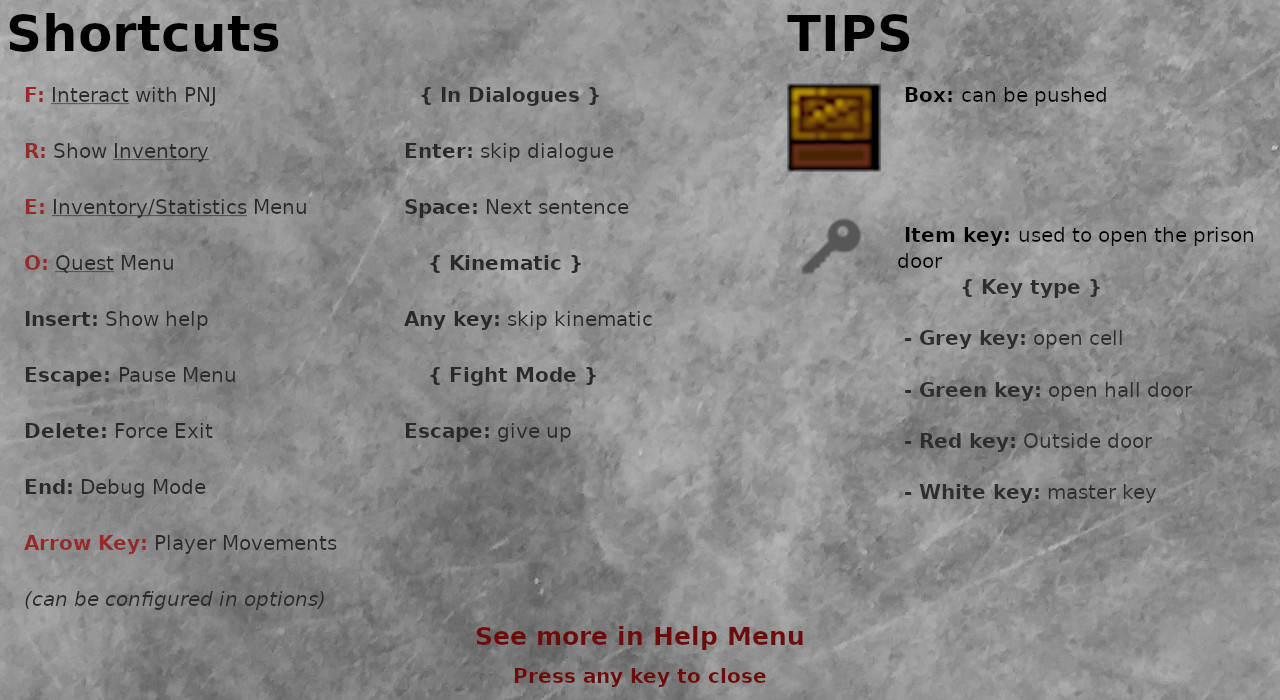 Shortcuts
F: Interact with PNJ
R: Show Inventory
E: Inventory/Statistics Menu
O: Quest Menu
Insert: Show help
Escape: Pause Menu
Delete: Force Exit
End: Debug Mode
Arrow Key: Player Movements
(can be configured in options)
{ In Dialogues }
Enter: skip dialogue
Space: Next sentence
{ Kinematic }
Any key: skip kinematic
{ Fight Mode }
Escape: give up
TIPS
Box: can be pushed
Item key: used to open the prison
door
{ Key type }
- Grey key: open cell
- Green key: open hall door
- Red key: Outside door
- White key: master key
See more in Help Menu
Press any key to close